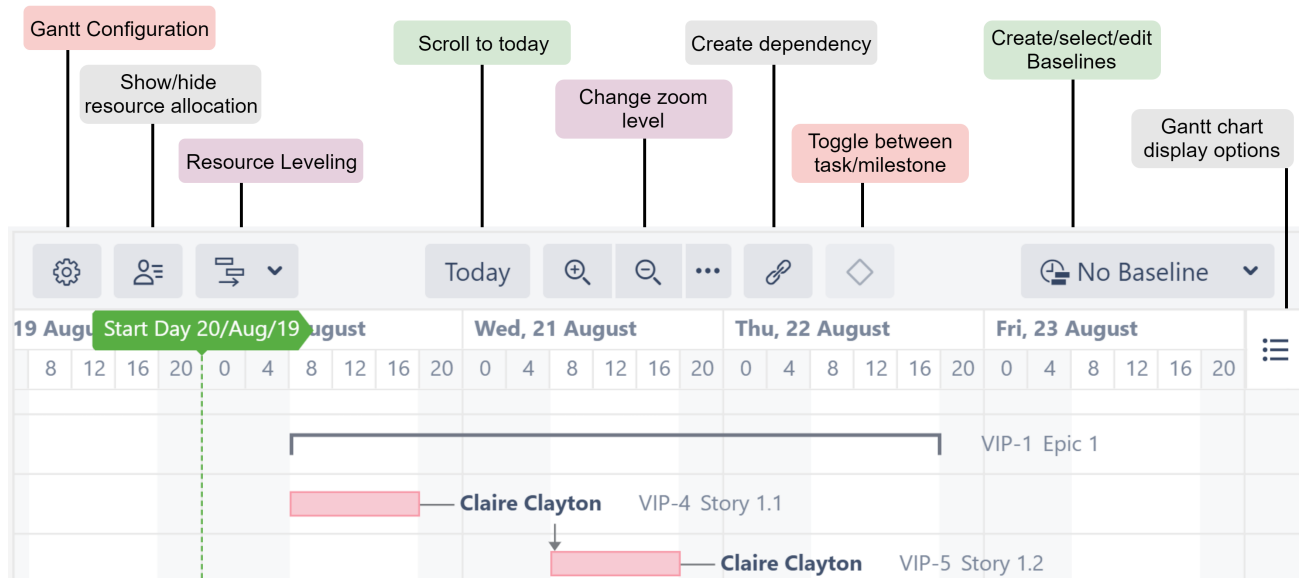 Gantt Configuration
Show/hide
resource allocation
Resource Leveling
Scroll to today
Change zoom
level
Create dependency
Toggle between
task/milestone
Create/select/edit
Baselines
Gantt chart
display options
Today
No Baseline
19 Augu
Start Day 20/Aug/19
ugust
Wed, 21 August
Thu, 22 August
Fri, 23 August
8 12 16 20 0 4 8 12 16 20 0 4 8 12 16 20 0 4 8 12 16 20 0 4 8 12 16 20
VIP-1 Epic 1
Claire Clayton VIP-4 Story 1.1
Claire Clayton VIP-5 Story 1.2